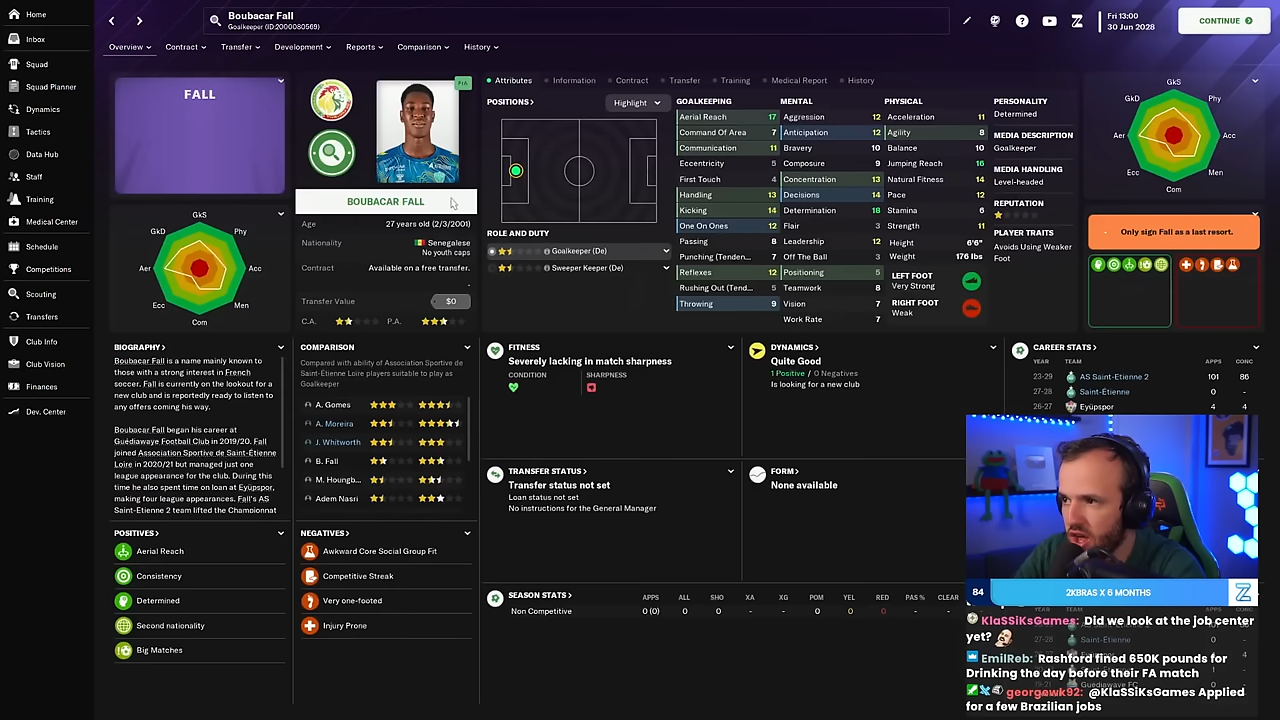 Home
Inbox
Squad
Squad Planner
Dynamics
Tactics
Data Hub
Staff
Training
Medical Center
Schedule
Competitions
Scouting
Transfers
Club Info
Club Vision
Finances
Dev. Center
Boubacar Fall
Goalkeeper (ID:2000080569)
Fri 13:00
30 Jun 2028
CONTINUE
Overview
Contract
Transfer
Development
Reports
Comparison
History
FALL
FIA
BOUBACAR FALL
Age 27 years old (2/3/2001)
Nationality Senegalese
No youth caps
Contract Available on a free transfer.
-
Transfer Value $0
C.A. P.A.
GkS
GkD Phy
Aer Acc
Ecc Men
Com
Attributes Information Contract Transfer Training Medical Report History
POSITIONS >
Highlight
ROLE AND DUTY
Goalkeeper (De)
Sweeper Keeper (De)
GOALKEEPING
Aerial Reach 17
Command Of Area 7
Communication 11
Eccentricity 5
First Touch 4
Handling 13
Kicking 14
One On Ones 12
Passing 8
Punching (Tenden... 7
Reflexes 12
Rushing Out (Tend... 5
Throwing 9
MENTAL
Aggression 12
Anticipation 12
Bravery 10
Composure 9
Concentration 13
Decisions 14
Determination 18
Flair 3
Leadership 12
Off The Ball 3
Positioning 5
Teamwork 8
Vision 7
Work Rate 7
PHYSICAL
Acceleration 11
Agility 8
Balance 10
Jumping Reach 16
Natural Fitness 14
Pace 12
Stamina 6
Strength 11
Height 6'6"
Weight 176 lbs
LEFT FOOT
Very Strong
RIGHT FOOT
Weak
PERSONALITY
Determined
MEDIA DESCRIPTION
Goalkeeper
MEDIA HANDLING
Level-headed
REPUTATION
PLAYER TRAITS
Avoids Using Weaker
Foot
GkS
GkD Phy
Aer Acc
Ecc Men
Com
- Only sign Fall as a last resort.
BIOGRAPHY >
Boubacar Fall is a name mainly known
to those with a strong interest in French
soccer. Fall is currently on the lookout for a
new club and is reportedly ready to listen to
any offers coming his way.
Boubacar Fall began his career at
Guédiawaye Football Club in 2019/20. Fall
joined Association Sportive de Saint-Étienne
Loire in 2020/21 but managed just one
league appearance for the club. During this
time he also spent time on loan at Eyüpspor,
making four league appearances. Fall's AS
Saint-Etienne 2 team lifted the Championnat
COMPARISON
Compared with ability of Association Sportive de
Saint-Étienne Loire players suitable to play as
Goalkeeper
A. Gomes
A. Moreira
J. Whitworth
B. Fall
M. Houngb...
Adem Nasri
POSITIVES >
Aerial Reach
Consistency
Determined
Second nationality
Big Matches
NEGATIVES >
Awkward Core Social Group Fit
Competitive Streak
Very one-footed
Injury Prone
FITNESS >
Severely lacking in match sharpness
CONDITION SHARPNESS
DYNAMICS >
Quite Good
1 Positive / 0 Negatives
Is looking for a new club
TRANSFER STATUS >
Transfer status not set
Loan status not set
No instructions for the General Manager
FORM >
None available
SEASON STATS > APPS ALL SHO XA XG POM YEL RED PAS % CLEAR
Non Competitive 0 (0) 0 0 - - 0 0 0 - -
CAREER STATS >
YEAR TEAM APPS CONC
23-29 AS Saint-Etienne 2 101 86
27-28 Saint-Étienne 0 -
26-27 Eyüpspor 4 4
84 2KBRAS X 6 MONTHS
KlaSSiKsGames: Did we look at the job center
yet?
EmilReb: Rashford fined 650K pounds for
Drinking the day before their FA match
georgewk92: @KlaSSiKsGames Applied
for a few Brazilian jobs